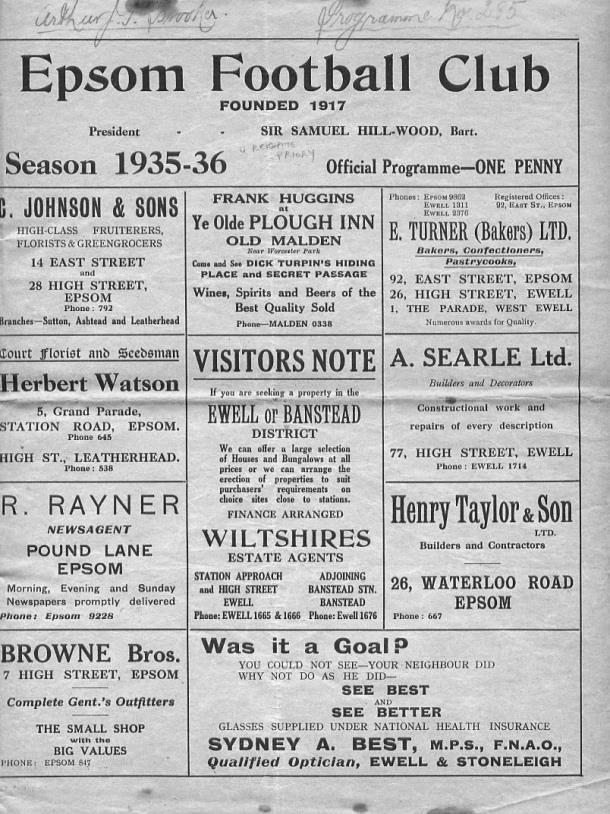 Arthur J. T. Brooker.
Programme No. 285
Epsom Football Club
FOUNDED 1917
President - - SIR SAMUEL HILL-WOOD, Bart.
v REIGATE
PRIORY
Season 1935-36
Official Programme—ONE PENNY
C. JOHNSON & SONS
HIGH-CLASS FRUITERERS,
FLORISTS & GREENGROCERS
14 EAST STREET
and
28 HIGH STREET,
EPSOM
Phone : 792
Branches—Sutton, Ashtead and Leatherhead
FRANK HUGGINS
at
Ye Olde PLOUGH INN
OLD MALDEN
Near Worcester Park
Come and See DICK TURPIN'S HIDING
PLACE and SECRET PASSAGE
Wines, Spirits and Beers of the
Best Quality Sold
Phone—MALDEN 0338
Phones : EPSOM 9862
EWELL 1311
EWELL 2376
Registered Offices :
92, EAST ST., EPSOM
E. TURNER (Bakers) LTD.
Bakers, Confectioners,
Pastrycooks,
92, EAST STREET, EPSOM
26, HIGH STREET, EWELL
1, THE PARADE, WEST EWELL
Numerous awards for Quality.
Court Florist and Seedsman
Herbert Watson
5, Grand Parade,
STATION ROAD, EPSOM.
Phone 645
HIGH ST., LEATHERHEAD.
Phone : 538
VISITORS NOTE
If you are seeking a property in the
EWELL or BANSTEAD
DISTRICT
We can offer a large selection
of Houses and Bungalows at all
prices or we can arrange the
erection of properties to suit
purchasers' requirements on
choice sites close to stations.
FINANCE ARRANGED
WILTSHIRES
ESTATE AGENTS
STATION APPROACH
and HIGH STREET
EWELL
Phone: EWELL 1665 & 1666
ADJOINING
BANSTEAD STN.
BANSTEAD
Phone: Ewell 1676
A. SEARLE Ltd.
Builders and Decorators
Constructional work and
repairs of every description
77, HIGH STREET, EWELL
Phone : EWELL 1714
R. RAYNER
NEWSAGENT
POUND LANE
EPSOM
Morning, Evening and Sunday
Newspapers promptly delivered
Phone: Epsom 9228
Henry Taylor & Son
LTD.
Builders and Contractors
26, WATERLOO ROAD
EPSOM
Phone : 667
BROWNE Bros.
7 HIGH STREET, EPSOM
Complete Gent.'s Outfitters
THE SMALL SHOP
with the
BIG VALUES
PHONE: EPSOM 847
Was it a Goal?
YOU COULD NOT SEE—YOUR NEIGHBOUR DID
WHY NOT DO AS HE DID—
SEE BEST
AND
SEE BETTER
GLASSES SUPPLIED UNDER NATIONAL HEALTH INSURANCE
SYDNEY A. BEST, M.P.S., F.N.A.O.,
Qualified Optician, EWELL & STONELEIGH